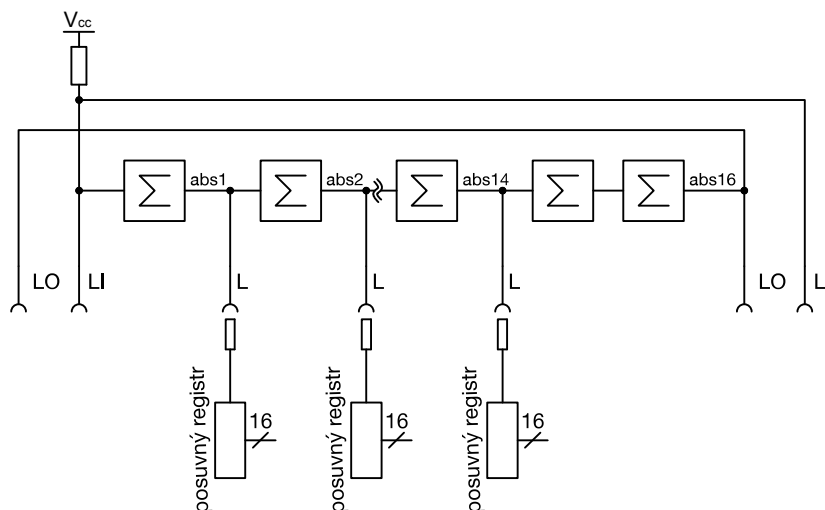 Vcc
abs1
abs2
abs14
abs16
LO
LI
L
L
L
LO
L
posuvný registr
16
posuvný registr
16
posuvný registr
16